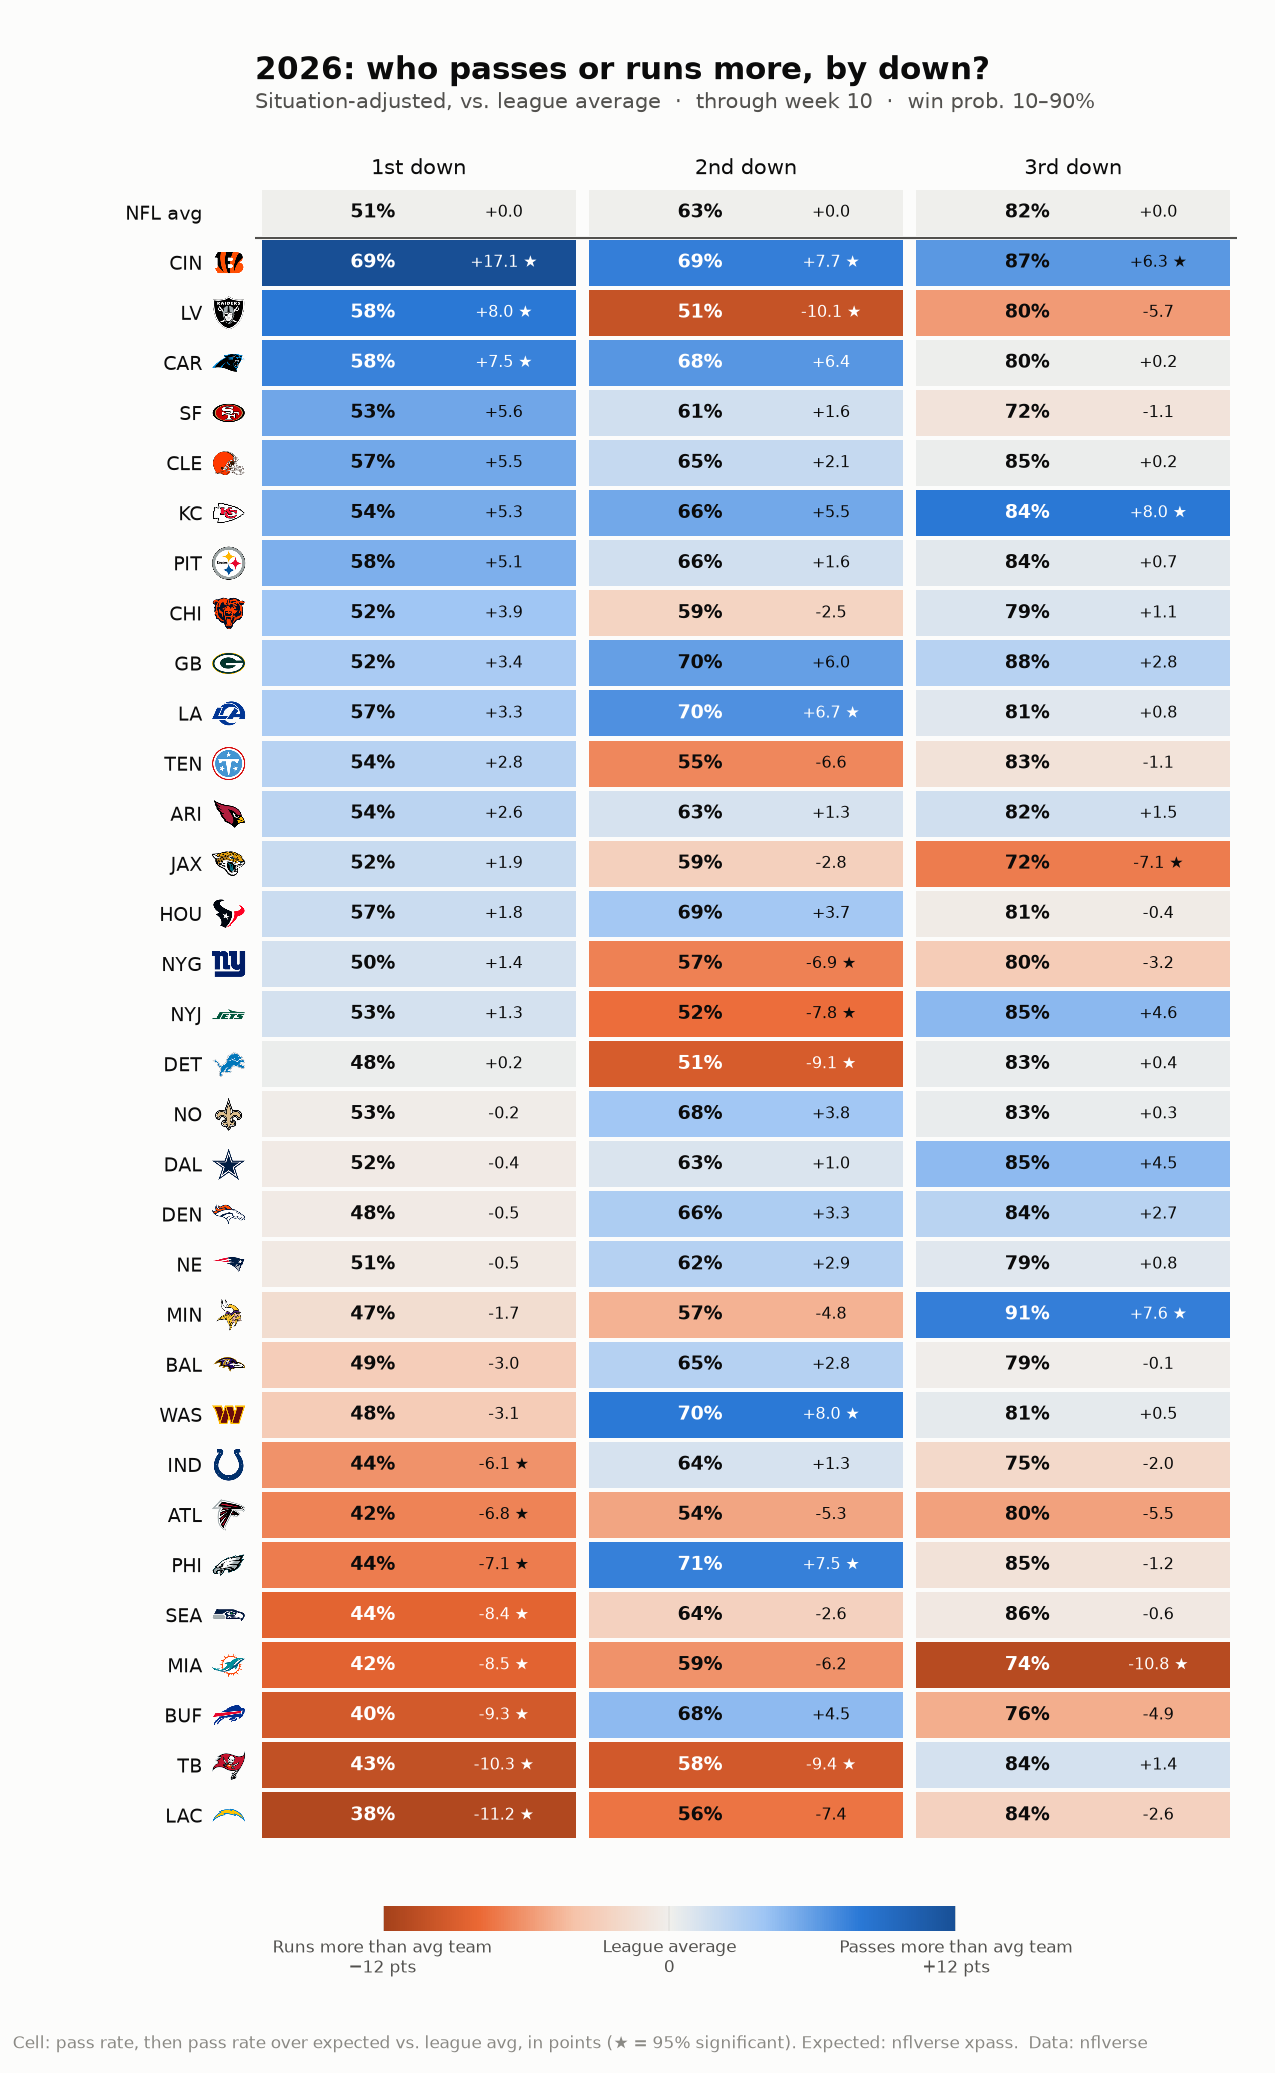 2026: who passes or runs more, by down?
Situation-adjusted, vs. league average · through week 10 · win prob. 10–90%
1st down 2nd down 3rd down
NFL avg 51% +0.0 63% +0.0 82% +0.0
CIN 69% +17.1 ★ 69% +7.7 ★ 87% +6.3 ★
LV 58% +8.0 ★ 51% -10.1 ★ 80% -5.7
CAR 58% +7.5 ★ 68% +6.4 80% +0.2
SF 53% +5.6 61% +1.6 72% -1.1
CLE 57% +5.5 65% +2.1 85% +0.2
KC 54% +5.3 66% +5.5 84% +8.0 ★
PIT 58% +5.1 66% +1.6 84% +0.7
CHI 52% +3.9 59% -2.5 79% +1.1
GB 52% +3.4 70% +6.0 88% +2.8
LA 57% +3.3 70% +6.7 ★ 81% +0.8
TEN 54% +2.8 55% -6.6 83% -1.1
ARI 54% +2.6 63% +1.3 82% +1.5
JAX 52% +1.9 59% -2.8 72% -7.1 ★
HOU 57% +1.8 69% +3.7 81% -0.4
NYG ny 50% +1.4 57% -6.9 ★ 80% -3.2
NYJ JETS 53% +1.3 52% -7.8 ★ 85% +4.6
DET 48% +0.2 51% -9.1 ★ 83% +0.4
NO 53% -0.2 68% +3.8 83% +0.3
DAL 52% -0.4 63% +1.0 85% +4.5
DEN 48% -0.5 66% +3.3 84% +2.7
NE 51% -0.5 62% +2.9 79% +0.8
MIN 47% -1.7 57% -4.8 91% +7.6 ★
BAL 49% -3.0 65% +2.8 79% -0.1
WAS W 48% -3.1 70% +8.0 ★ 81% +0.5
IND 44% -6.1 ★ 64% +1.3 75% -2.0
ATL 42% -6.8 ★ 54% -5.3 80% -5.5
PHI 44% -7.1 ★ 71% +7.5 ★ 85% -1.2
SEA 44% -8.4 ★ 64% -2.6 86% -0.6
MIA 42% -8.5 ★ 59% -6.2 74% -10.8 ★
BUF 40% -9.3 ★ 68% +4.5 76% -4.9
TB 43% -10.3 ★ 58% -9.4 ★ 84% +1.4
LAC 38% -11.2 ★ 56% -7.4 84% -2.6
Runs more than avg team League average Passes more than avg team
−12 pts 0 +12 pts
Cell: pass rate, then pass rate over expected vs. league avg, in points (★ = 95% significant). Expected: nflverse xpass. Data: nflverse